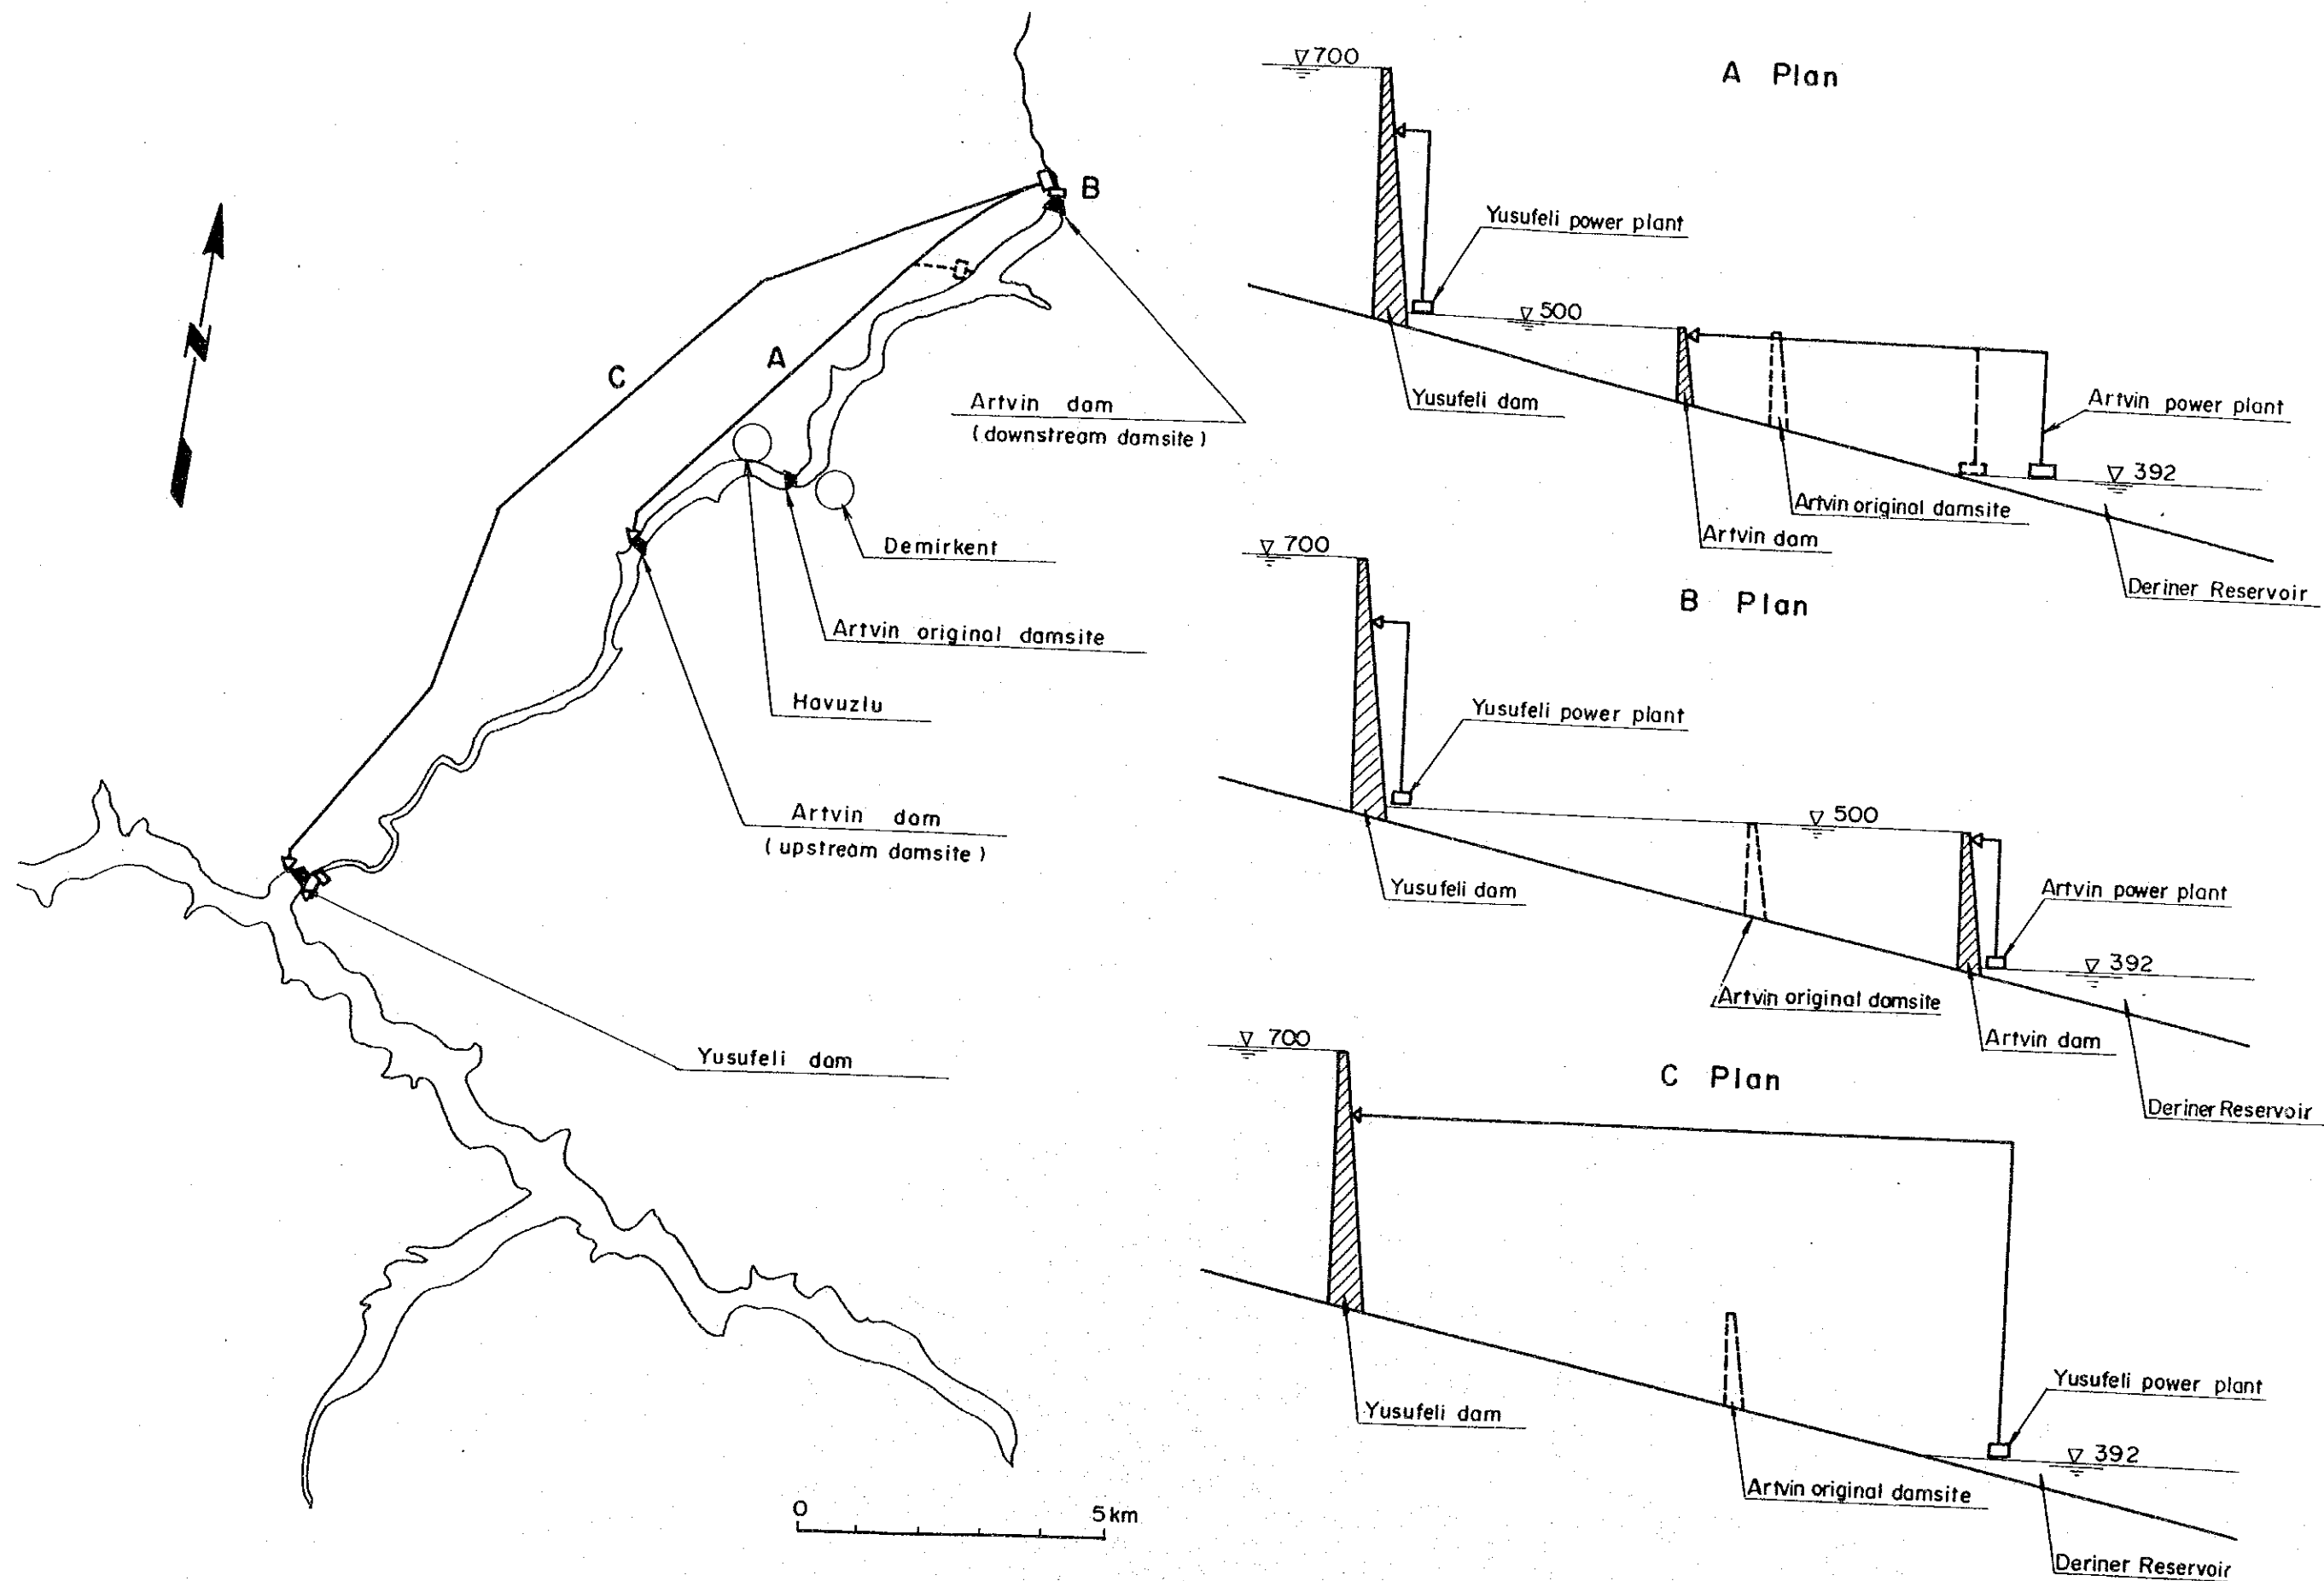 N
B
C
A
Artvin dam
(downstream damsite)
Demirkent
Artvin original damsite
Havuzlu
Artvin dam
(upstream damsite)
Yusufeli dam
0 5 km
A Plan
▽ 700
Yusufeli power plant
▽ 500
Yusufeli dam
Artvin power plant
▽ 392
Artvin original damsite
Artvin dam
Deriner Reservoir
B Plan
▽ 700
Yusufeli power plant
▽ 500
Yusufeli dam
Artvin power plant
▽ 392
Artvin original damsite
Artvin dam
Deriner Reservoir
C Plan
▽ 700
Yusufeli power plant
Yusufeli dam
▽ 392
Artvin original damsite
Deriner Reservoir